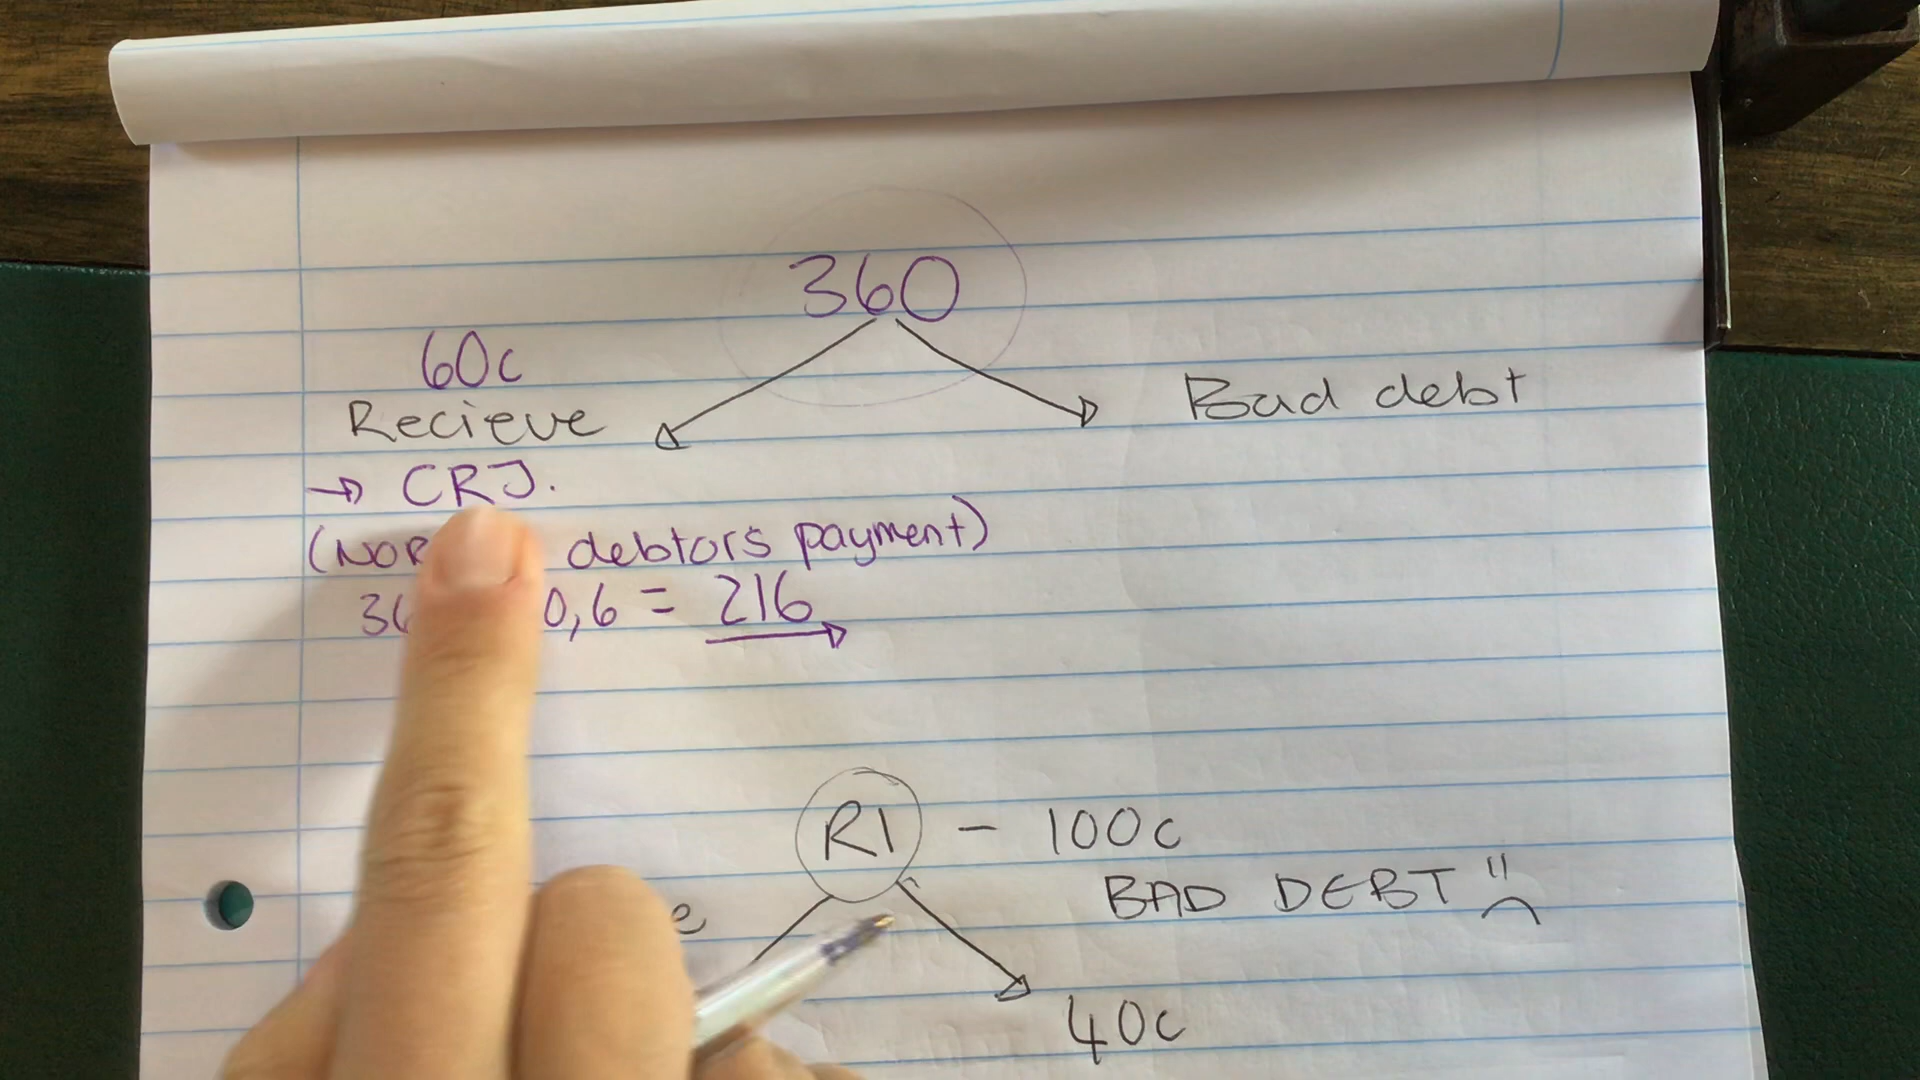 360
60c
Recieve
Bad debt
→ CRJ.
( debtors payment)
0,6 = 216
R1 - 100c
BAD DEBT
40c